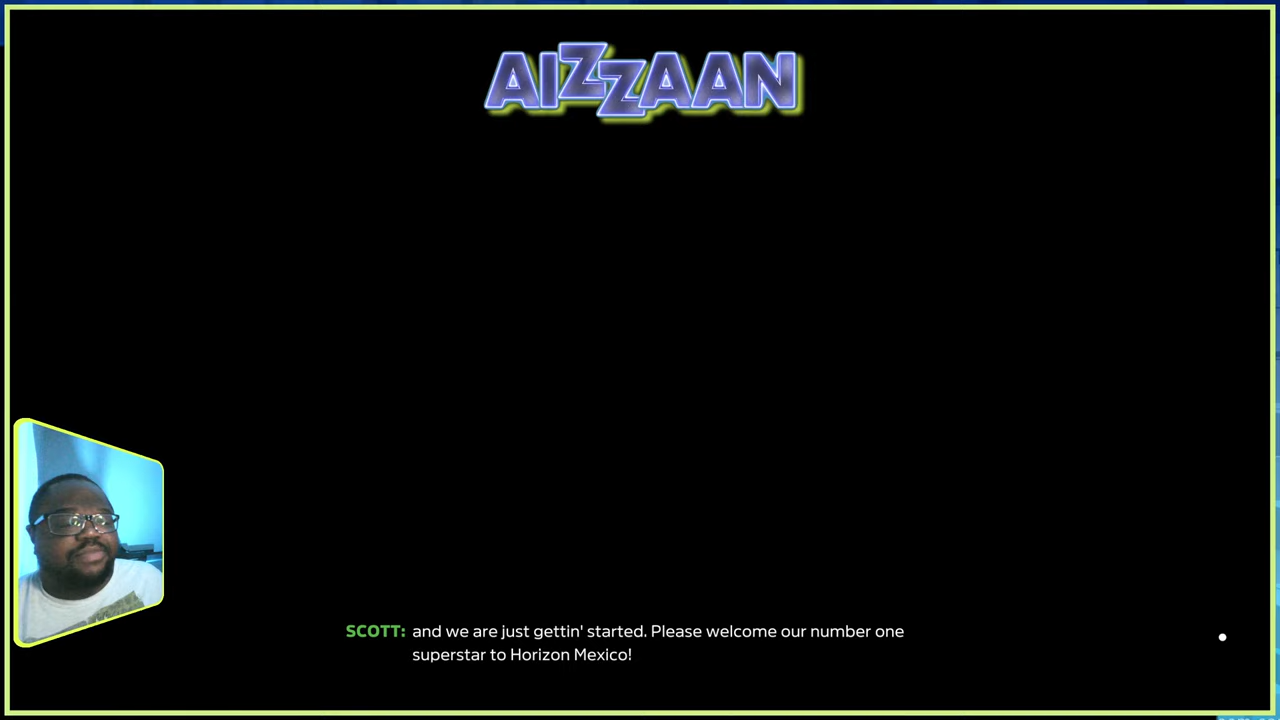 AIZZAAN
SCOTT: and we are just gettin' started. Please welcome our number one
superstar to Horizon Mexico!